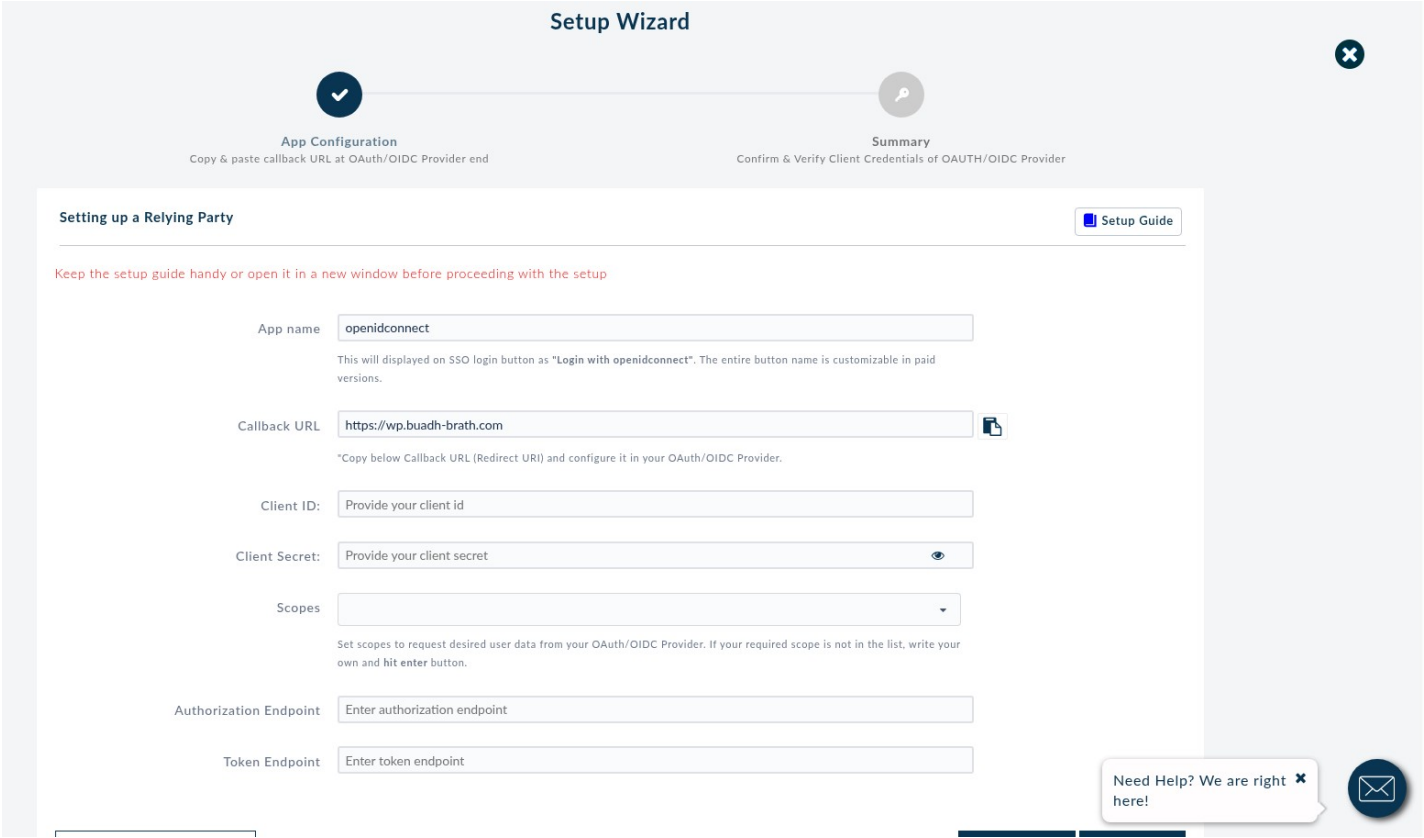 Setup Wizard
App Configuration
Copy & paste callback URL at OAuth/OIDC Provider end
Summary
Confirm & Verify Client Credentials of OAUTH/OIDC Provider
Setting up a Relying Party
Setup Guide
Keep the setup guide handy or open it in a new window before proceeding with the setup
App name
openidconnect
This will displayed on SSO login button as "Login with openidconnect". The entire button name is customizable in paid
versions.
Callback URL
https://wp.buadh-brath.com
*Copy below Callback URL (Redirect URI) and configure it in your OAuth/OIDC Provider.
Client ID:
Provide your client id
Client Secret:
Provide your client secret
Scopes
Set scopes to request desired user data from your OAuth/OIDC Provider. If your required scope is not in the list, write your
own and hit enter button.
Authorization Endpoint
Enter authorization endpoint
Token Endpoint
Enter token endpoint
Need Help? We are right
here!